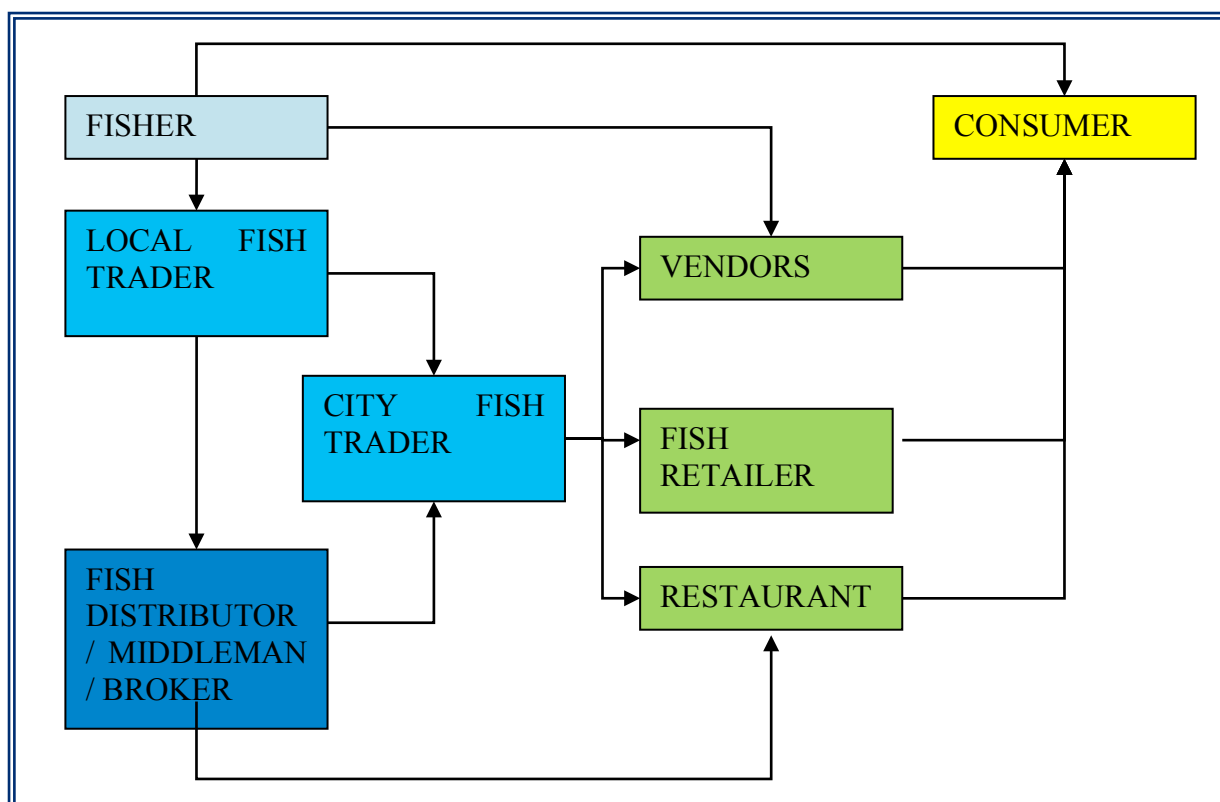 FISHER
CONSUMER
LOCAL FISH
TRADER
VENDORS
CITY FISH
TRADER
FISH
RETAILER
FISH
DISTRIBUTOR
/ MIDDLEMAN
/ BROKER
RESTAURANT